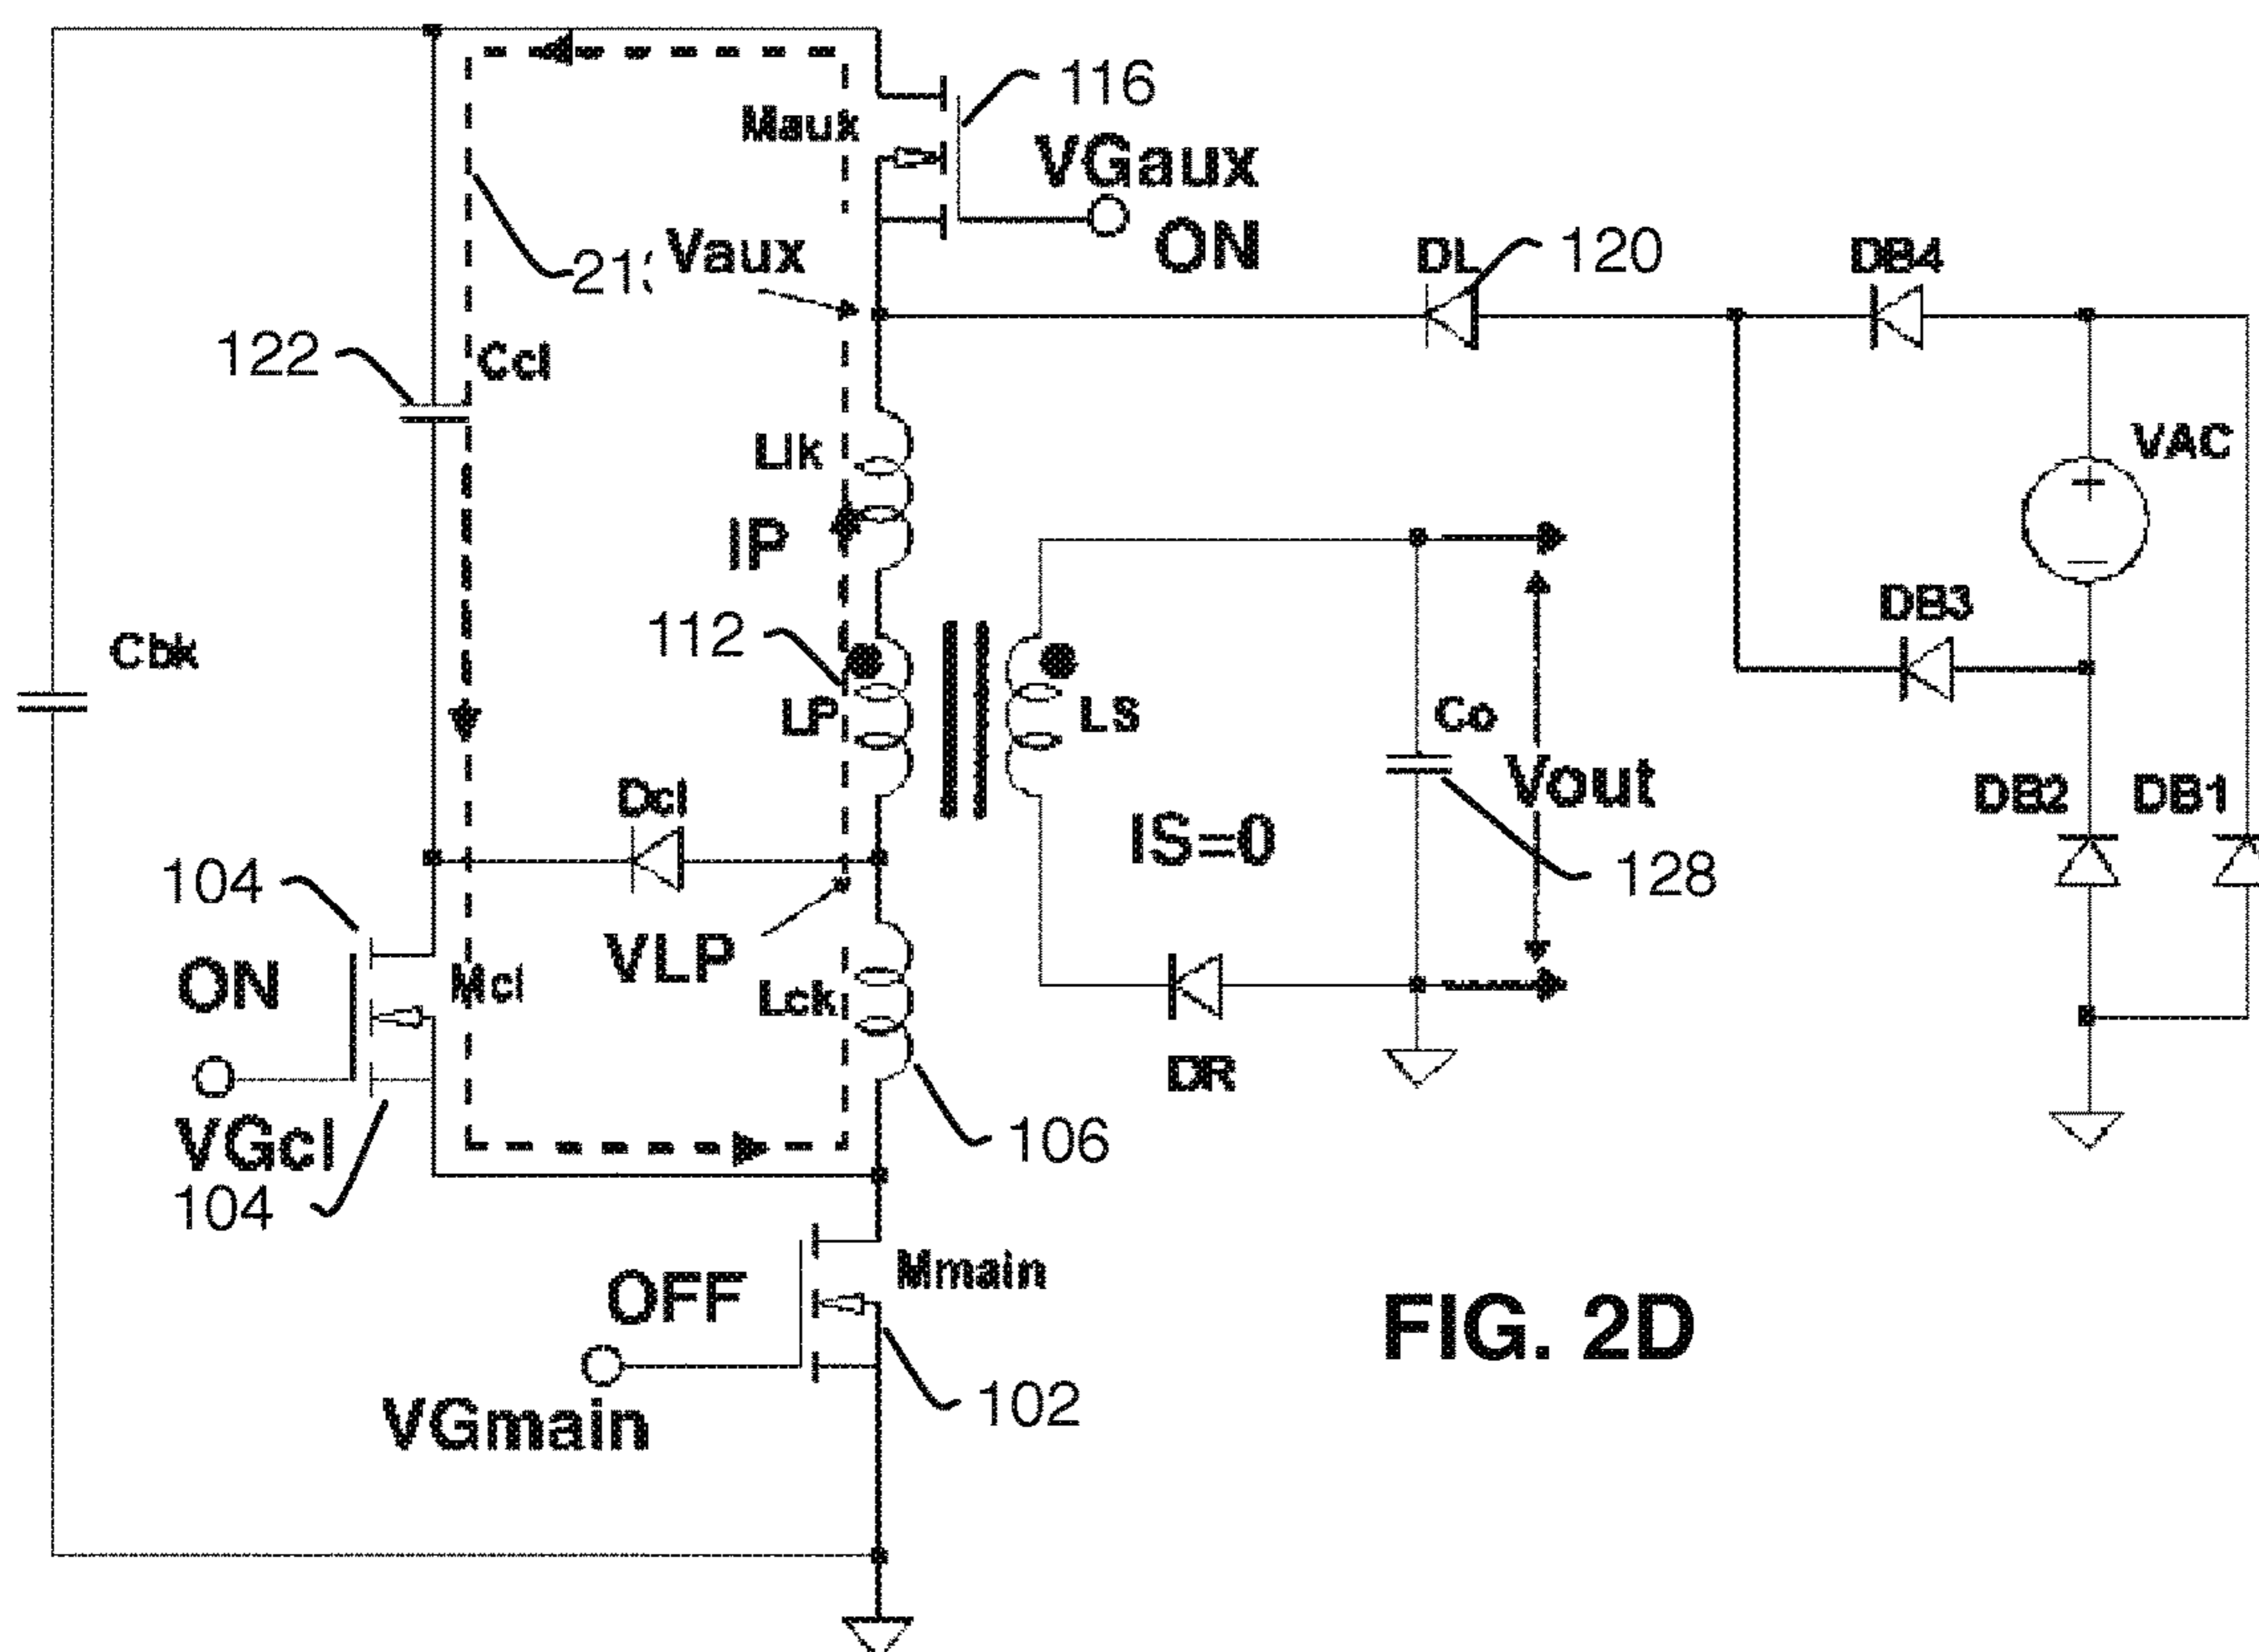 116
Maux
VGaux
ON
Vaux
DL
120
DB4
122
Ccl
Llk
VAC
IP
DB3
112
Cbk
LP
LS
Co
Vout
Dcl
DB2
DB1
IS=0
128
104
ON
Mcl
VLP
Lck
DR
VGcl
106
104
OFF
Mmain
FIG. 2D
VGmain
102